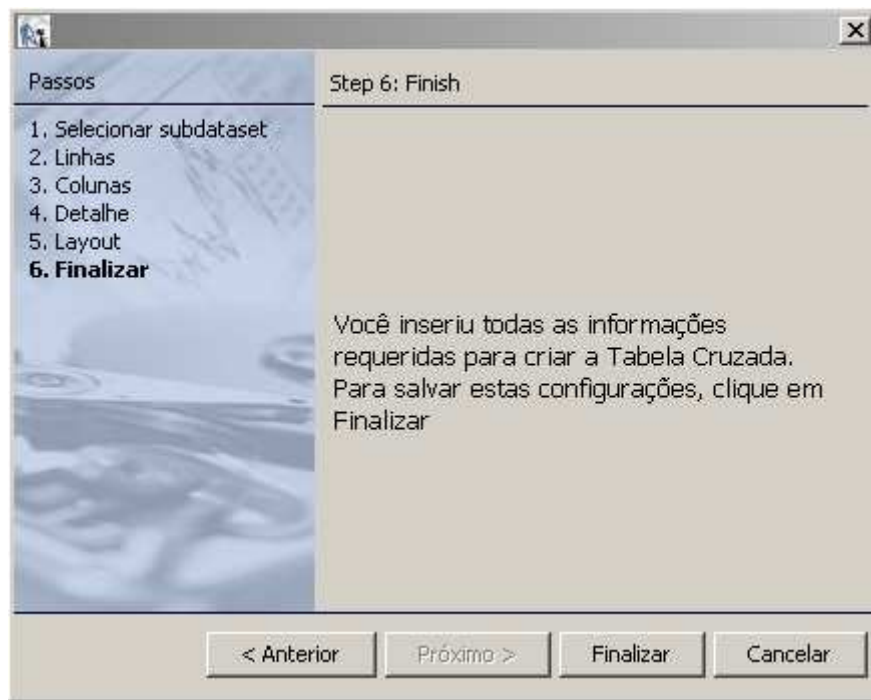 Passos
1. Selecionar subdataset
2. Linhas
3. Colunas
4. Detalhe
5. Layout
6. Finalizar
Step 6: Finish
Você inseriu todas as informações
requeridas para criar a Tabela Cruzada.
Para salvar estas configurações, clique em
Finalizar
< Anterior
Próximo >
Finalizar
Cancelar